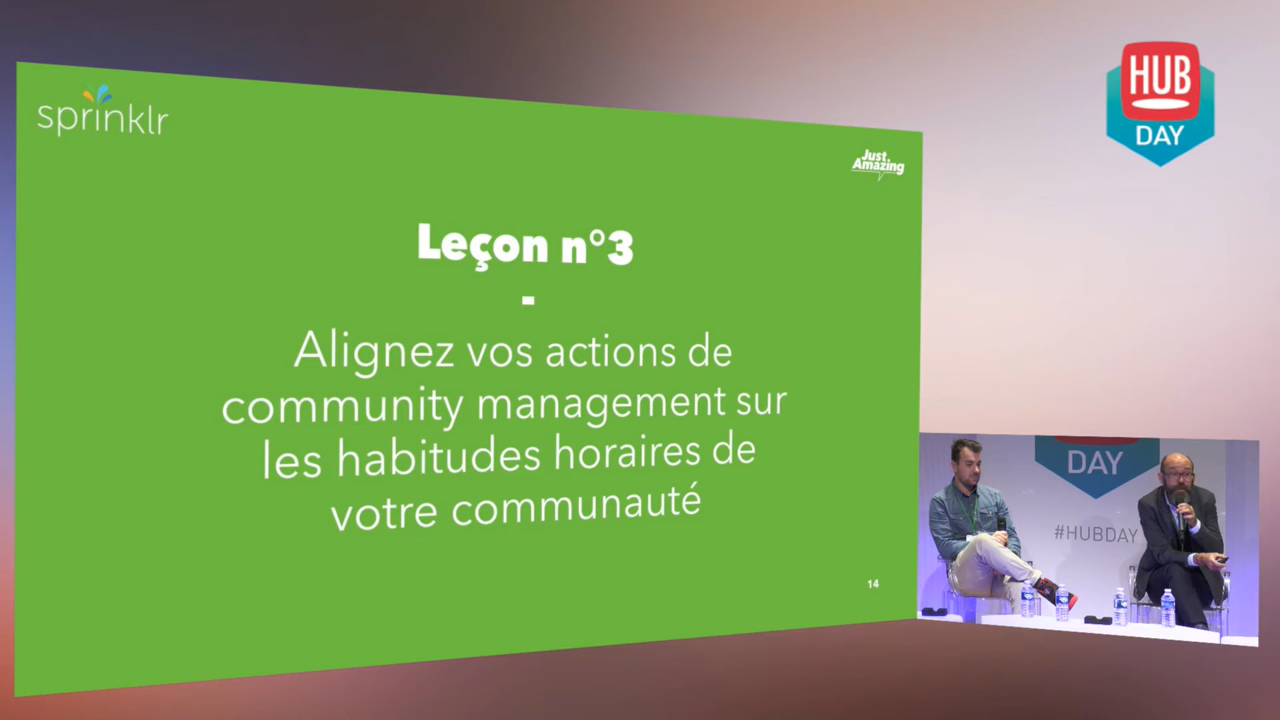 sprinklr
Just
Amazing
Leçon n°3
-
Alignez vos actions de
community management sur
les habitudes horaires de
votre communauté
14
HUB
DAY
DAY
#HUBDAY